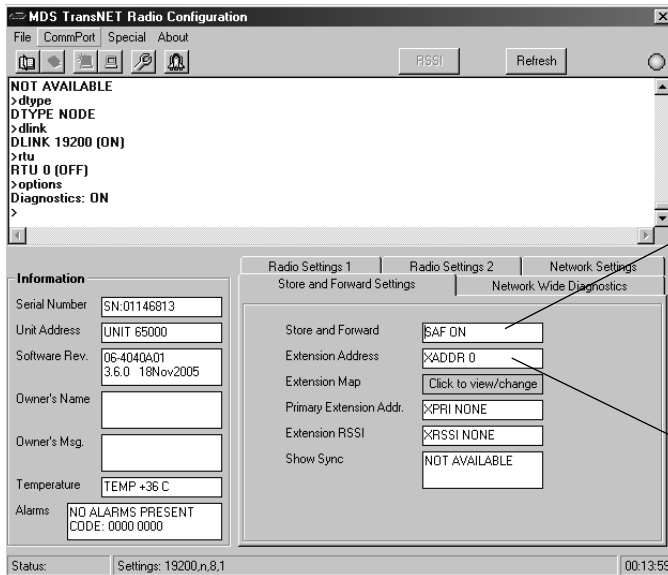 MDS TransNET Radio Configuration
File CommPort Special About
RSSI Refresh
NOT AVAILABLE
>dtype
DTYPE NODE
>dlink
DLINK 19200 (ON)
>rtu
RTU 0 (OFF)
>options
Diagnostics: ON
>
Information
Serial Number SN:01146813
Unit Address UNIT 65000
Software Rev. 06-4040A01
3.6.0 18Nov2005
Owner's Name
Owner's Msg.
Temperature TEMP +36 C
Alarms NO ALARMS PRESENT
CODE: 0000 0000
Radio Settings 1 Radio Settings 2 Network Settings
Store and Forward Settings Network Wide Diagnostics
Store and Forward SAF ON
Extension Address XADDR 0
Extension Map Click to view/change
Primary Extension Addr. XPRI NONE
Extension RSSI XRSSI NONE
Show Sync NOT AVAILABLE
Status: Settings: 19200,n,8,1 00:13:59